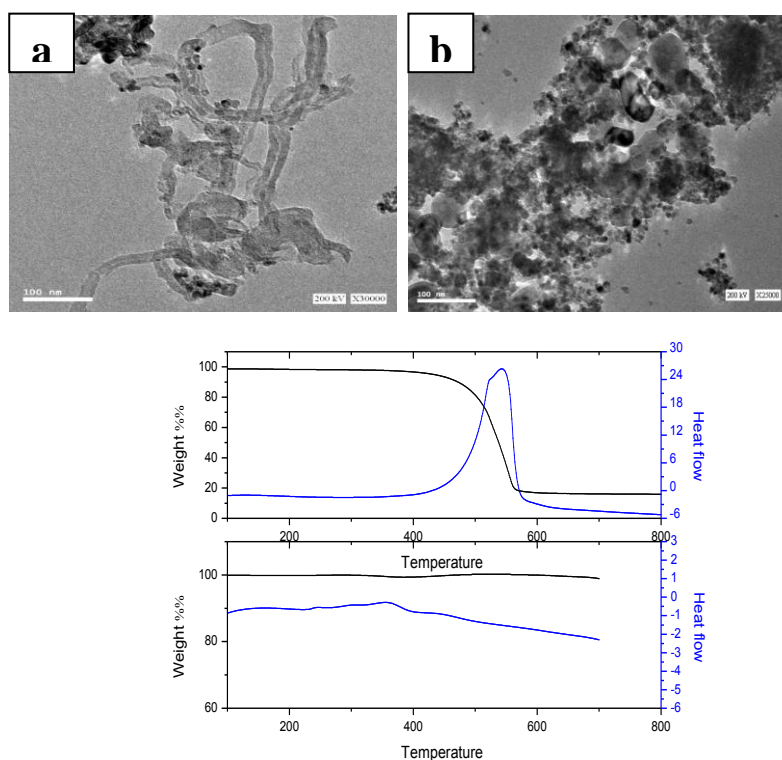 a
b
100 nm
200 kV X30000
100 nm
200 kV X25000
100
80
60
40
20
0
Weight %%
30
24
18
12
6
0
-6
Heat flow
200
400
600
800
Temperature
100
80
60
Weight %%
3
2
1
0
-1
-2
-3
-4
-5
-6
Heat flow
200
400
600
800
Temperature